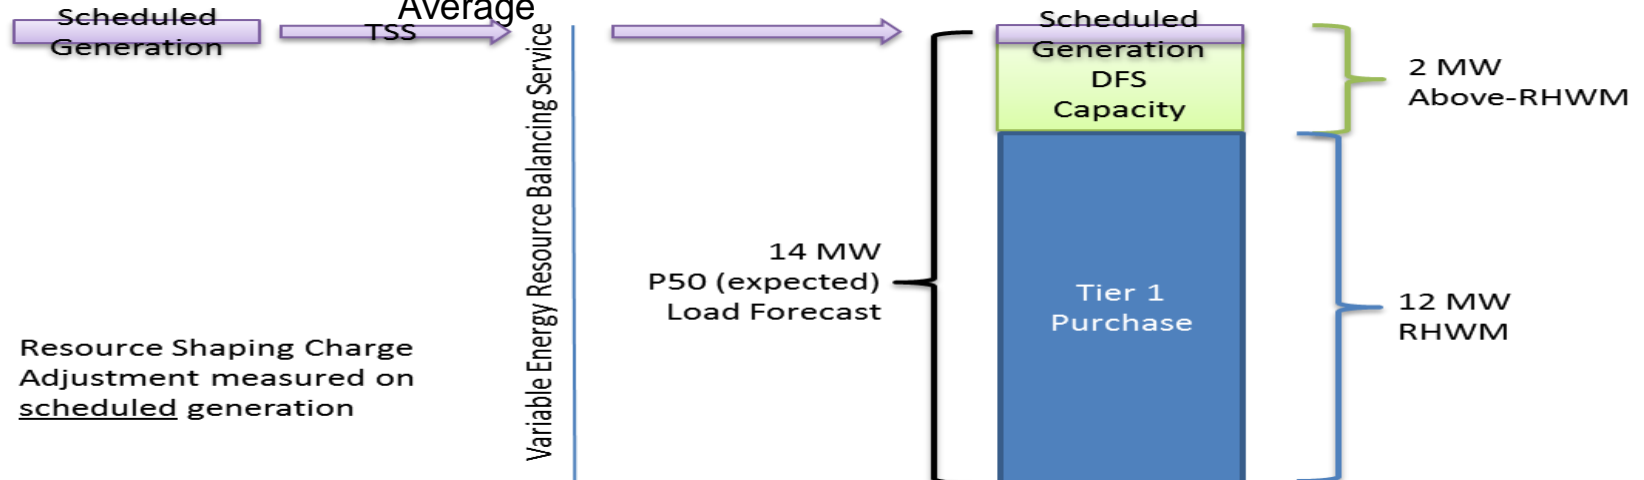 Average
Scheduled
Generation
TSS
Variable Energy Resource Balancing Service
Scheduled
Generation
DFS
Capacity
2 MW
Above-RHWM
14 MW
P50 (expected)
Load Forecast
Tier 1
Purchase
12 MW
RHWM
Resource Shaping Charge
Adjustment measured on
scheduled generation